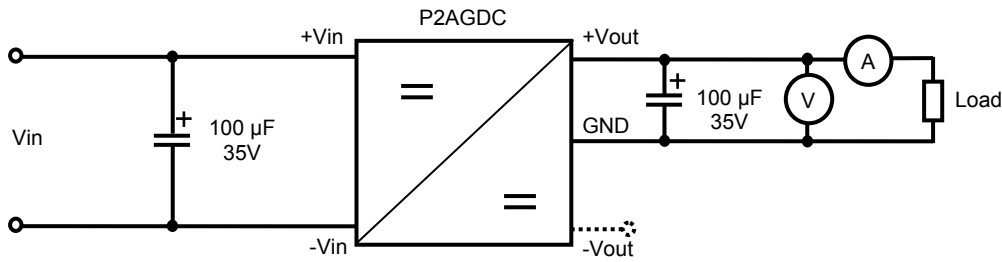 P2AGDC
+Vin
+Vout
A
100 µF
35V
V
Load
Vin
100 µF
35V
GND
-Vin
-Vout